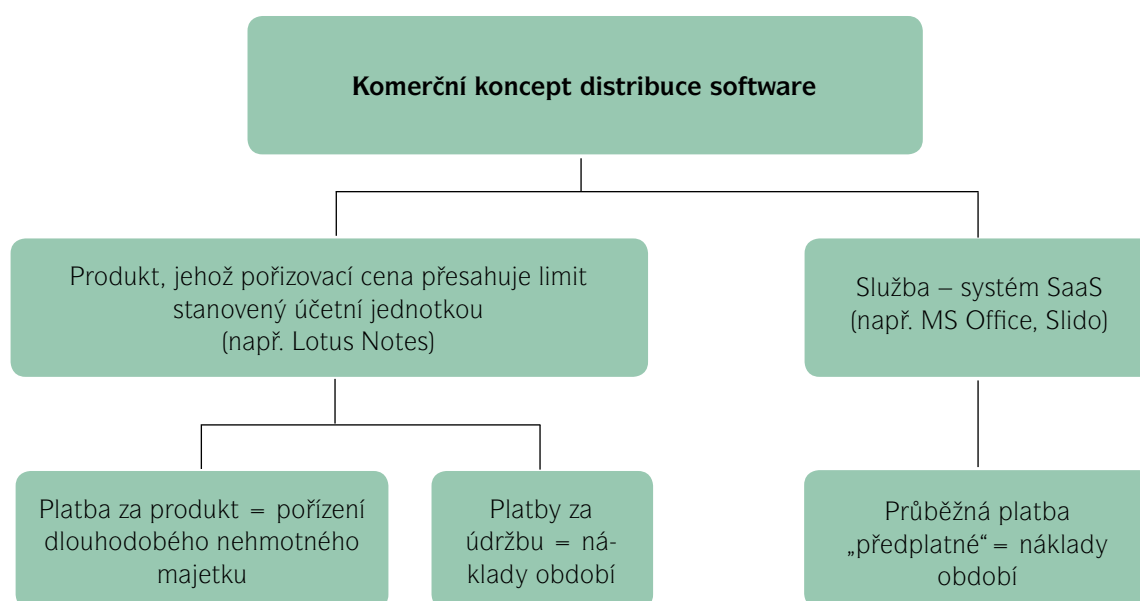 Komerční koncept distribuce software
Produkt, jehož pořizovací cena přesahuje limit
stanovený účetní jednotkou
(např. Lotus Notes)
Služba – systém SaaS
(např. MS Office, Slido)
Platba za produkt = pořízení
dlouhodobého nehmotného
majetku
Platby za
údržbu = ná-
klady období
Průběžná platba
„předplatné“ = náklady
období